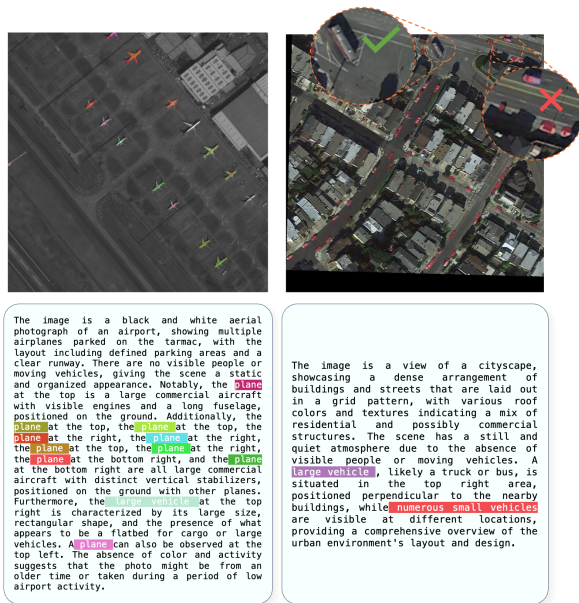 The image is a black and white aerial
photograph of an airport, showing multiple
airplanes parked on the tarmac, with the
layout including defined parking areas and a
clear runway. There are no visible people or
moving vehicles, giving the scene a static
and organized appearance. Notably, the plane
at the top is a large commercial aircraft
with visible engines and a long fuselage,
positioned on the ground. Additionally, the
plane at the top, the plane at the top, the
plane at the right, the plane at the right,
the plane at the top, the plane at the right,
the plane at the bottom right, and the plane
at the bottom right are all large commercial
aircraft with distinct vertical stabilizers,
positioned on the ground with other planes.
Furthermore, the large vehicle at the top
right is characterized by its large size,
rectangular shape, and the presence of what
appears to be a flatbed for cargo or large
vehicles. A plane can also be observed at the
top left. The absence of color and activity
suggests that the photo might be from an
older time or taken during a period of low
airport activity.
The image is a view of a cityscape,
showcasing a dense arrangement of
buildings and streets that are laid out
in a grid pattern, with various roof
colors and textures indicating a mix of
residential and possibly commercial
structures. The scene has a still and
quiet atmosphere due to the absence of
visible people or moving vehicles. A
large vehicle, likely a truck or bus, is
situated in the top right area,
positioned perpendicular to the nearby
buildings, while numerous small vehicles
are visible at different locations,
providing a comprehensive overview of the
urban environment's layout and design.